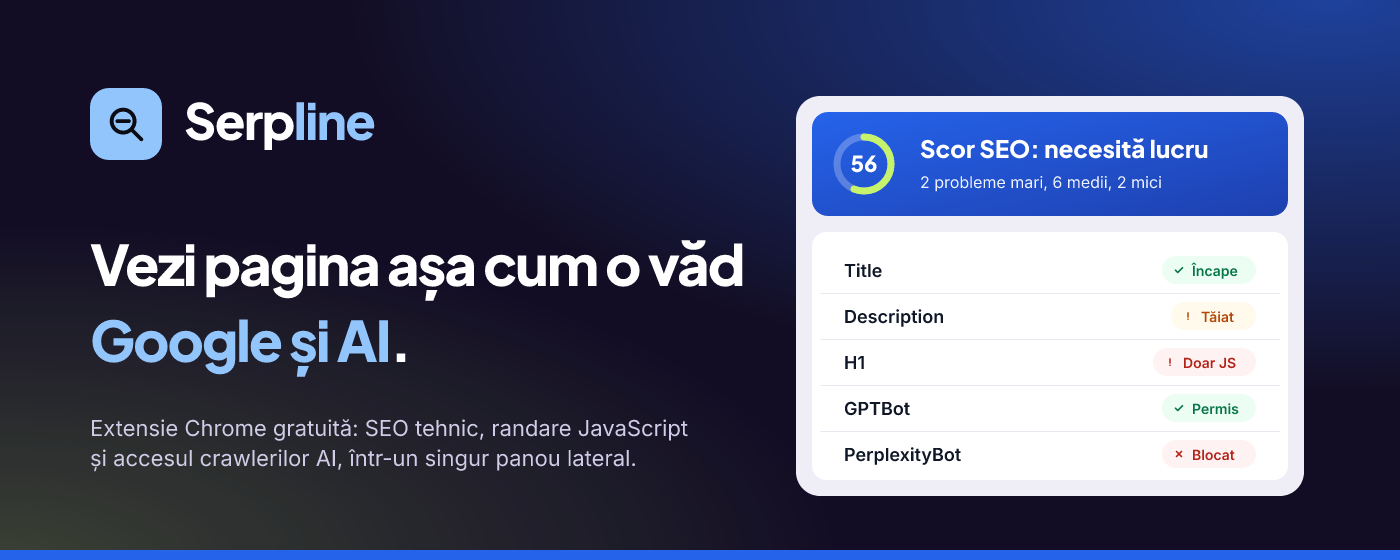 Serpline
Vezi pagina așa cum o văd
Google și AI.
Extensie Chrome gratuită: SEO tehnic, randare JavaScript
și accesul crawlerilor AI, într-un singur panou lateral.
56
Scor SEO: necesită lucru
2 probleme mari, 6 medii, 2 mici
Title
Încape
Description
Tăiat
H1
Doar JS
GPTBot
Permis
PerplexityBot
Blocat